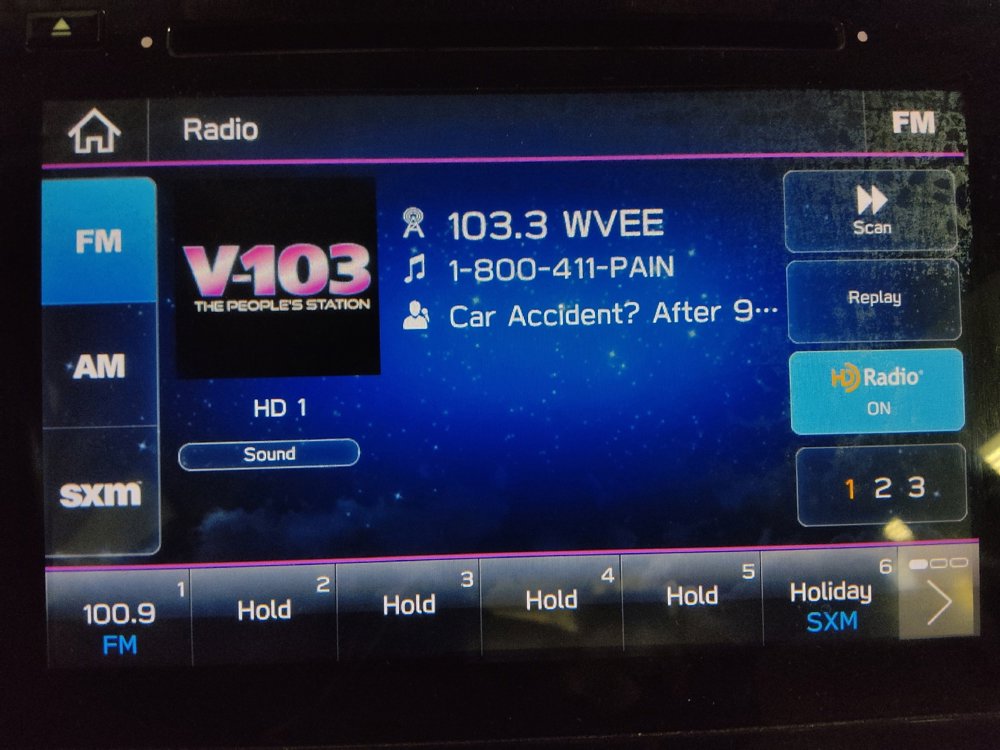 Radio
FM
FM
AM
sxm
V-103
THE PEOPLE'S STATION
HD 1
Sound
103.3 WVEE
1-800-411-PAIN
Car Accident? After 9…
Scan
Replay
HD Radio®
ON
1 2 3
1
100.9
FM
2
Hold
3
Hold
4
Hold
5
Hold
6
Holiday
SXM